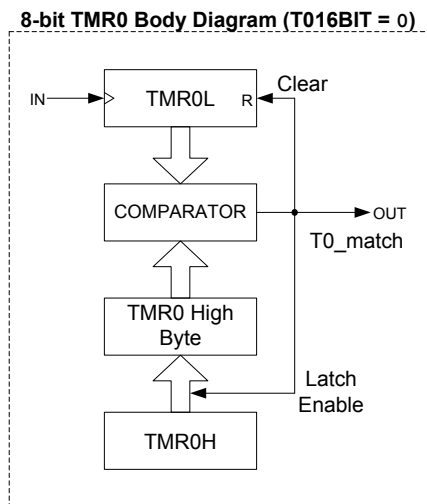 8-bit TMR0 Body Diagram (T016BIT = 0)
IN
TMR0L
R
Clear
COMPARATOR
OUT
T0_match
TMR0 High
Byte
Latch
Enable
TMR0H